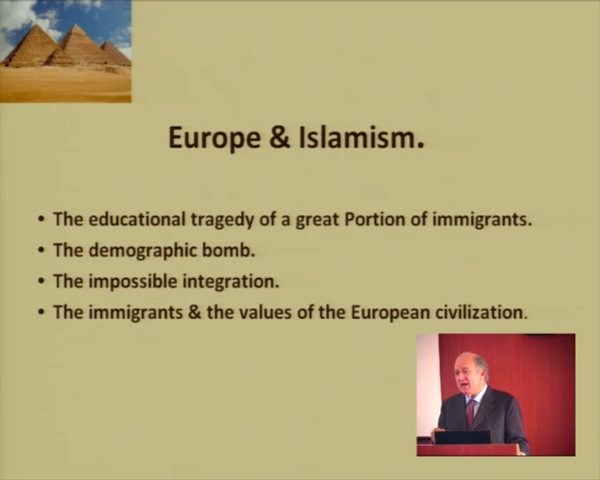 Europe & Islamism.
• The educational tragedy of a great Portion of immigrants.
• The demographic bomb.
• The impossible integration.
• The immigrants & the values of the European civilization.